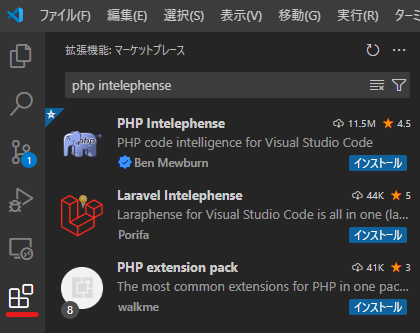 ファイル(F) 編集(E) 選択(S) 表示(V) 移動(G) 実行(R) ター
拡張機能: マーケットプレース
php intelephense
PHP Intelephense 11.5M 4.5
PHP code intelligence for Visual Studio Code
Ben Mewburn インストール
Laravel Intelephense 44K 5
Laraphense for Visual Studio Code is all in one (la...
Porifa インストール
PHP extension pack 41K 3
The most common extensions for PHP in one pac...
walkme インストール
php
1
8